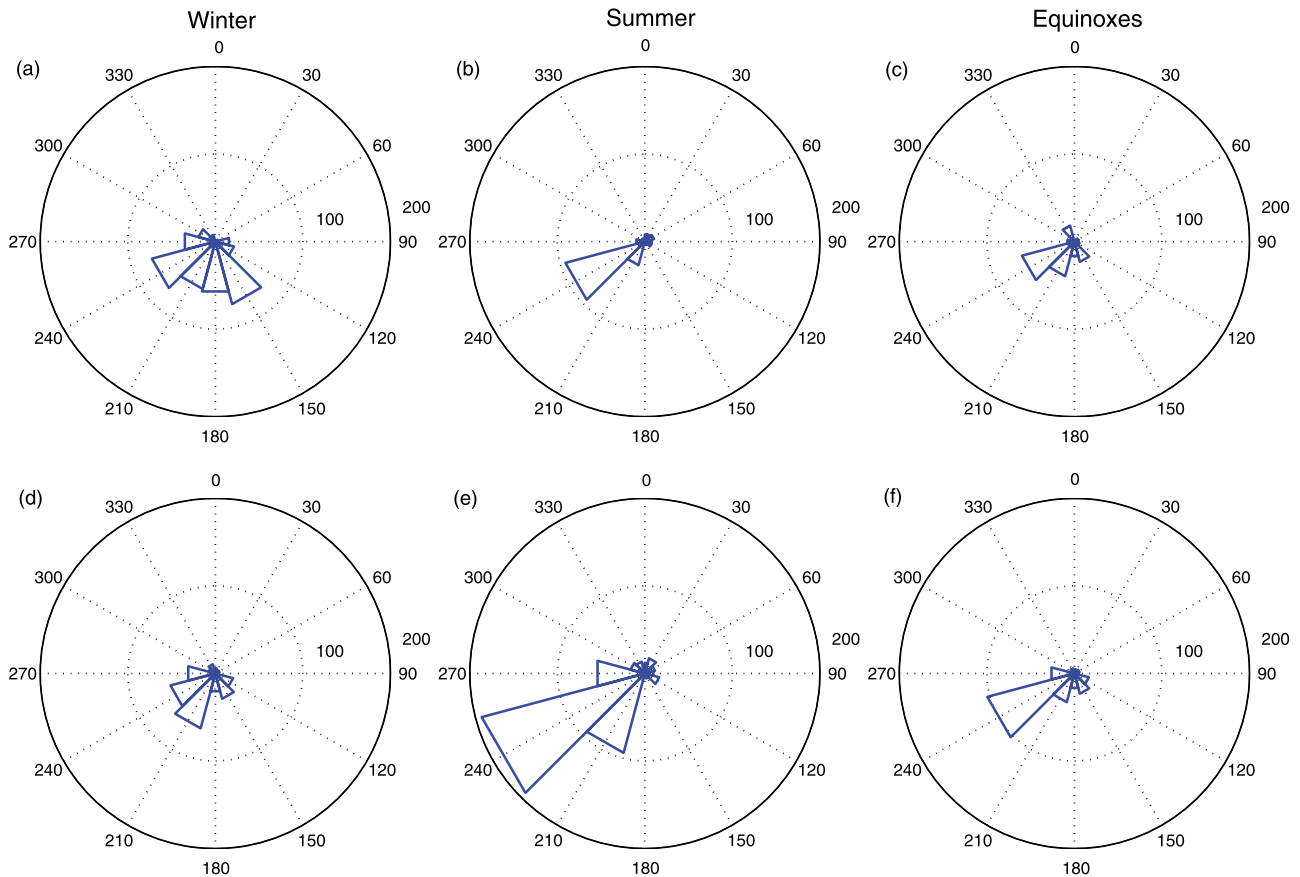 Winter Summer Equinoxes
(a) 0 (b) 0 (c) 0
330 30 330 30 330 30
300 60 300 60 300 60
100 200 100 200 100 200
270 90 270 90 270 90
240 120 240 120 240 120
210 150 210 150 210 150
180 180 180
(d) 0 (e) 0 (f) 0
330 30 330 30 330 30
300 60 300 60 300 60
100 200 100 200 100 200
270 90 270 90 270 90
240 120 240 120 240 120
210 150 210 150 210 150
180 180 180